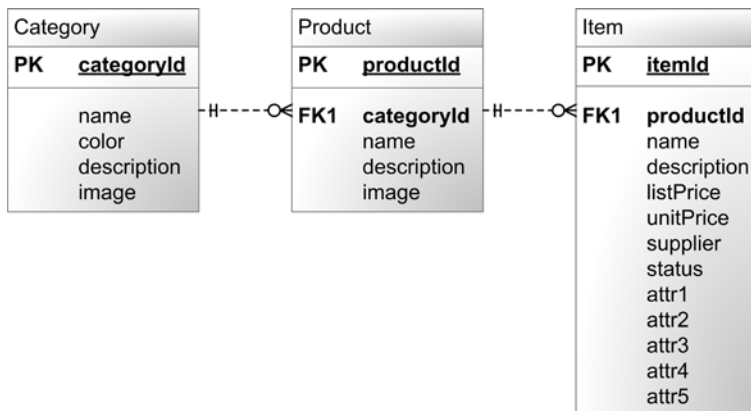 Category
PK categoryId
name
color
description
image
Product
PK productId
FK1 categoryId
name
description
image
Item
PK itemId
FK1 productId
name
description
listPrice
unitPrice
supplier
status
attr1
attr2
attr3
attr4
attr5